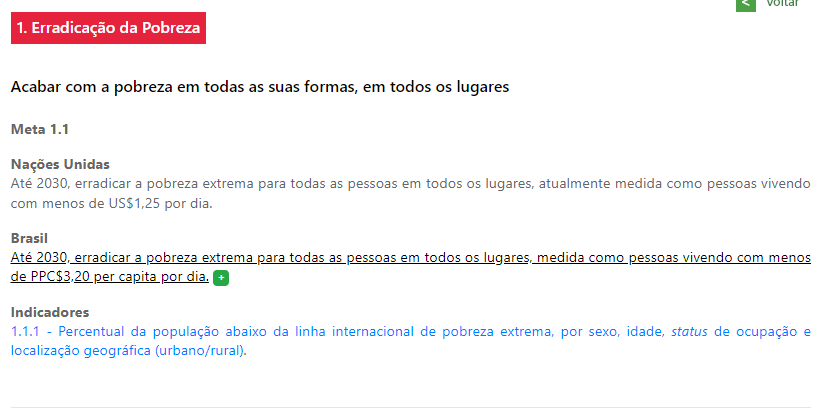 < Voltar
1. Erradicação da Pobreza
Acabar com a pobreza em todas as suas formas, em todos os lugares
Meta 1.1
Nações Unidas
Até 2030, erradicar a pobreza extrema para todas as pessoas em todos os lugares, atualmente medida como pessoas vivendo
com menos de US$1,25 por dia.
Brasil
Até 2030, erradicar a pobreza extrema para todas as pessoas em todos os lugares, medida como pessoas vivendo com menos
de PPC$3,20 per capita por dia. +
Indicadores
1.1.1 - Percentual da população abaixo da linha internacional de pobreza extrema, por sexo, idade, status de ocupação e
localização geográfica (urbano/rural).